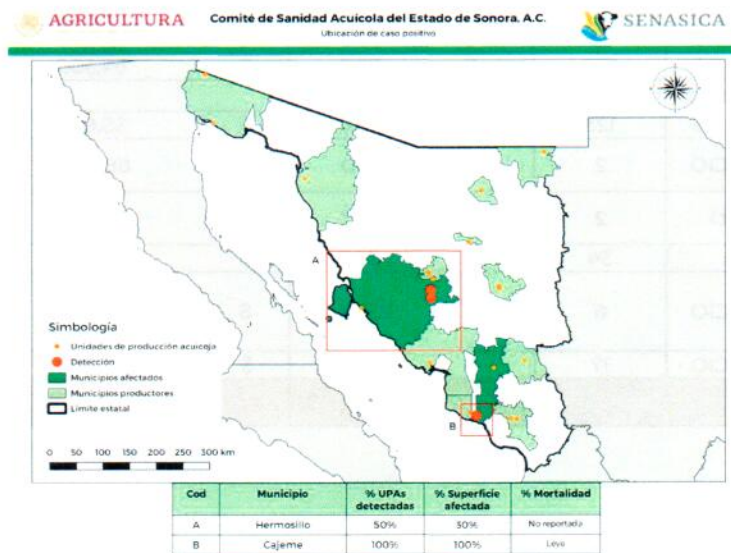 AGRICULTURA
Comité de Sanidad Acuícola del Estado de Sonora, A.C.
Ubicación de caso positivo
SENASICA
A
B
Simbología
Unidades de producción acuicola
Detección
Municipios afectados
Municipios productores
Límite estatal
0 50 100 150 200 250 300 km
Cod Municipio % UPAs detectadas % Superficie afectada % Mortalidad
A Hermosillo 50% 30% No reportada
B Cajeme 100% 100% Leve